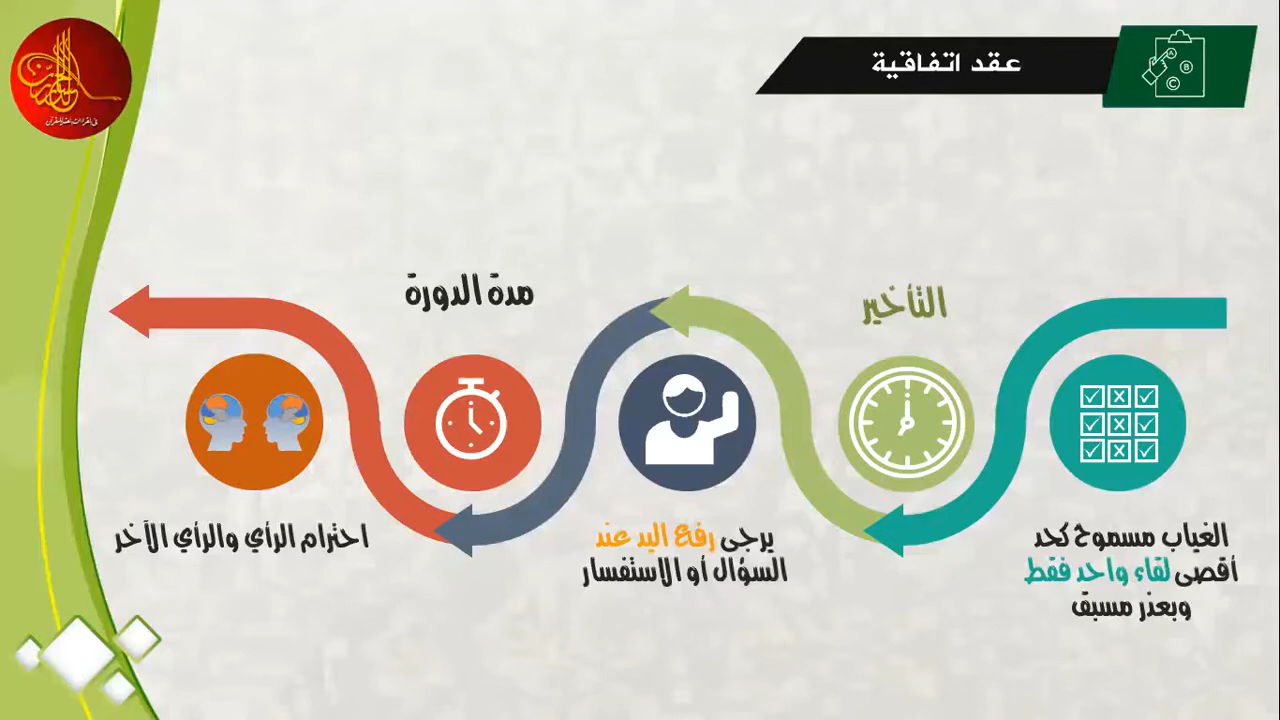 عقد اتفاقية
A
B
C
التأخير
مدة الدورة
الغياب مسموح كحد
أقصى لقاء واحد فقط
وبعذر مسبق
يرجى رفع اليد عند
السؤال أو الاستفسار
احترام الرأي والرأي الآخر